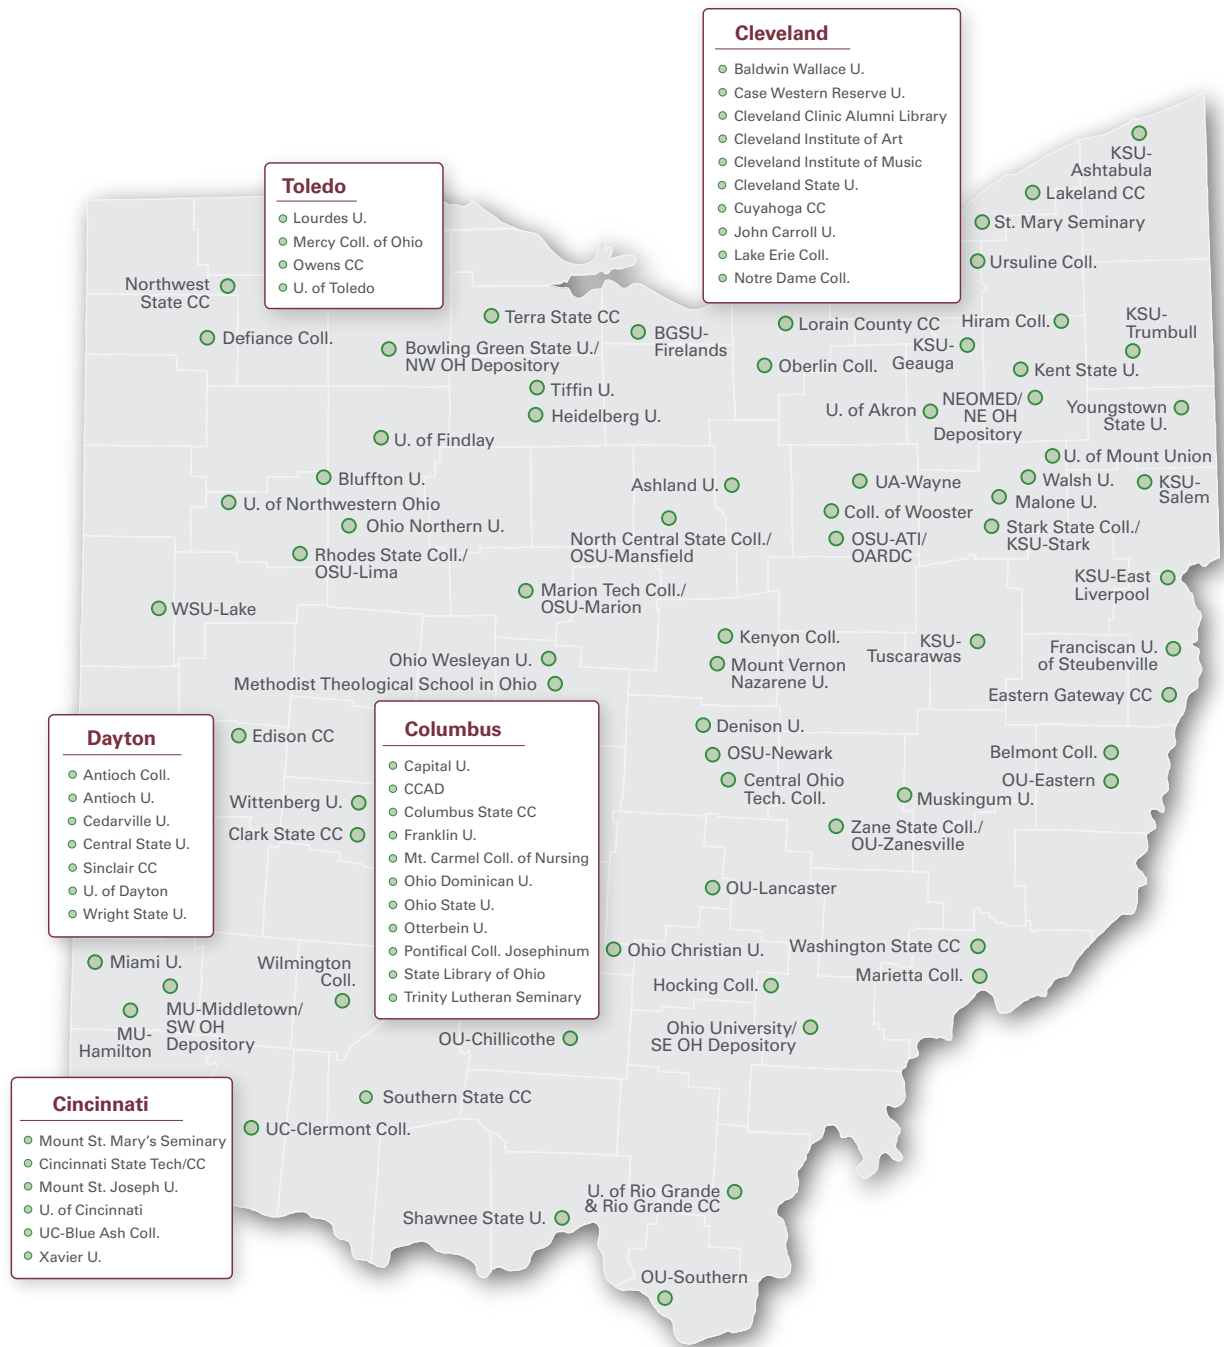 Cleveland
Baldwin Wallace U.
Case Western Reserve U.
Cleveland Clinic Alumni Library
Cleveland Institute of Art
Cleveland Institute of Music
Cleveland State U.
Cuyahoga CC
John Carroll U.
Lake Erie Coll.
Notre Dame Coll.
Toledo
Lourdes U.
Mercy Coll. of Ohio
Owens CC
U. of Toledo
KSU-
Ashtabula
Lakeland CC
St. Mary Seminary
Ursuline Coll.
Northwest
State CC
Defiance Coll.
Terra State CC
Bowling Green State U./
NW OH Depository
BGSU-
Firelands
Lorain County CC
Hiram Coll.
KSU-
Trumbull
KSU-
Geauga
Oberlin Coll.
Kent State U.
Tiffin U.
Heidelberg U.
U. of Akron
NEOMED/
NE OH
Depository
Youngstown
State U.
U. of Findlay
U. of Mount Union
Bluffton U.
Ashland U.
UA-Wayne
Walsh U.
KSU-
Salem
U. of Northwestern Ohio
Malone U.
Coll. of Wooster
Ohio Northern U.
North Central State Coll./
OSU-Mansfield
OSU-ATI/
OARDC
Stark State Coll./
KSU-Stark
Rhodes State Coll./
OSU-Lima
Marion Tech Coll./
OSU-Marion
KSU-East
Liverpool
WSU-Lake
Kenyon Coll.
KSU-
Tuscarawas
Franciscan U.
of Steubenville
Ohio Wesleyan U.
Mount Vernon
Nazarene U.
Methodist Theological School in Ohio
Eastern Gateway CC
Dayton
Antioch Coll.
Antioch U.
Cedarville U.
Central State U.
Sinclair CC
U. of Dayton
Wright State U.
Edison CC
Wittenberg U.
Clark State CC
Columbus
Capital U.
CCAD
Columbus State CC
Franklin U.
Mt. Carmel Coll. of Nursing
Ohio Dominican U.
Ohio State U.
Otterbein U.
Pontifical Coll. Josephinum
State Library of Ohio
Trinity Lutheran Seminary
Denison U.
OSU-Newark
Central Ohio
Tech. Coll.
Belmont Coll.
OU-Eastern
Muskingum U.
Zane State Coll./
OU-Zanesville
OU-Lancaster
Ohio Christian U.
Washington State CC
Marietta Coll.
Hocking Coll.
Ohio University/
SE OH Depository
Miami U.
MU-Middletown/
SW OH
Depository
MU-
Hamilton
Wilmington
Coll.
OU-Chillicothe
Southern State CC
UC-Clermont Coll.
Cincinnati
Mount St. Mary's Seminary
Cincinnati State Tech/CC
Mount St. Joseph U.
U. of Cincinnati
UC-Blue Ash Coll.
Xavier U.
U. of Rio Grande
& Rio Grande CC
Shawnee State U.
OU-Southern